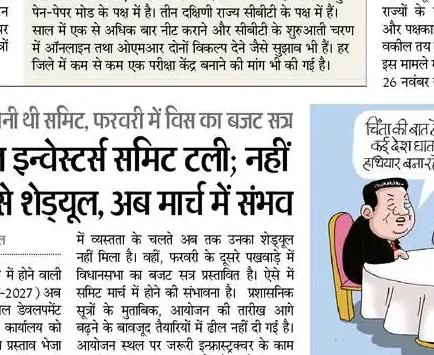 पेन-पेपर मोड के पक्ष में है। तीन दक्षिणी राज्य सीबीटी के पक्ष में हैं।
साल में एक से अधिक बार नीट कराने और सीबीटी के शुरुआती चरण
में ऑनलाइन तथा ओएमआर दोनों विकल्प देने जैसे सुझाव भी हैं। हर
जिले में कम से कम एक परीक्षा केंद्र बनाने की मांग भी की गई है।
राज्यों के
और पक्षका
वकील तय
इस मामले
26 नवंबर
नी थी समिट, फरवरी में विस का बजट सत्र
इन्वेस्टर्स समिट टली; नहीं
से शेड्यूल, अब मार्च में संभव
में होने वाली
-2027) अब
ल डेवलपमेंट
कार्यालय को
प्रस्ताव भेजा
में व्यस्तता के चलते अब तक उनका शेड्यूल
नहीं मिला है। वहीं, फरवरी के दूसरे पखवाड़े में
विधानसभा का बजट सत्र प्रस्तावित है। ऐसे में
समिट मार्च में होने की संभावना है। प्रशासनिक
सूत्रों के मुताबिक, आयोजन की तारीख आगे
बढ़ने के बावजूद तैयारियों में ढील नहीं दी गई है।
आयोजन स्थल पर जरूरी इन्फ्रास्ट्रक्चर के काम
चिंता की बात है
कई देश घात
हथियार बना रहे